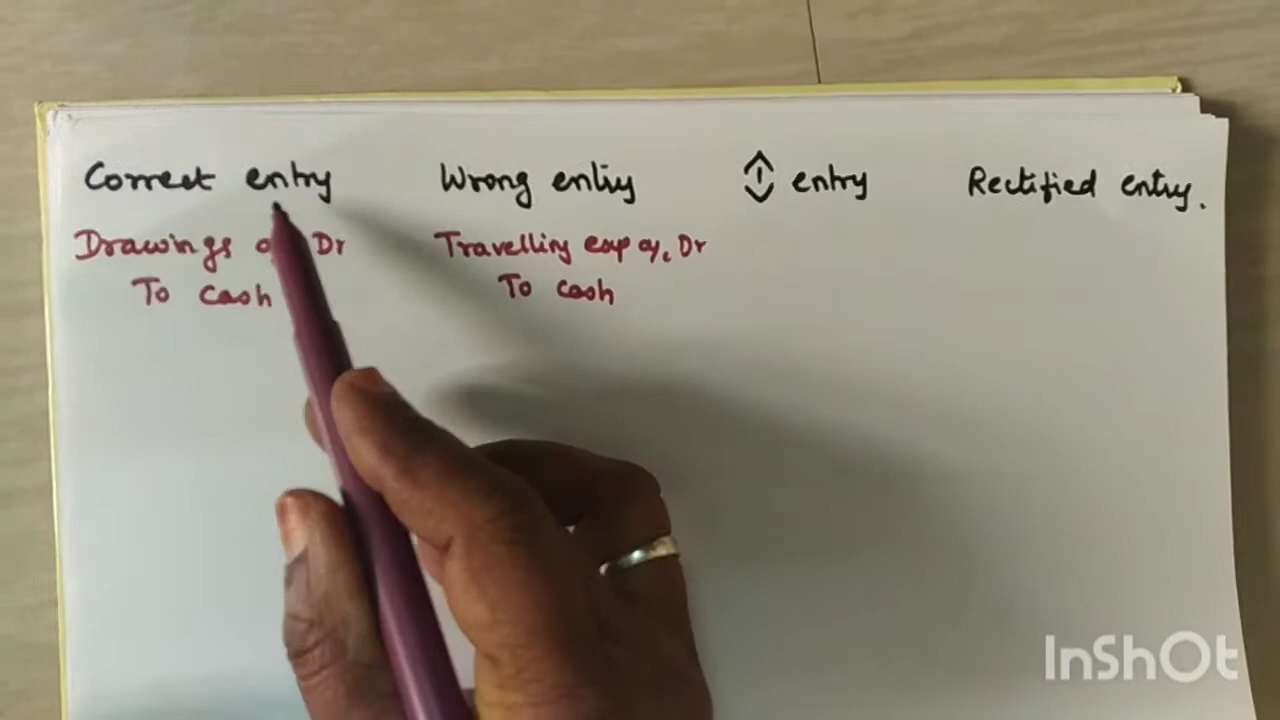 Correct entry Wrong entry entry Rectified entry.
Drawings Dr Travelling exp a/c Dr
To cash To cash
InShOt